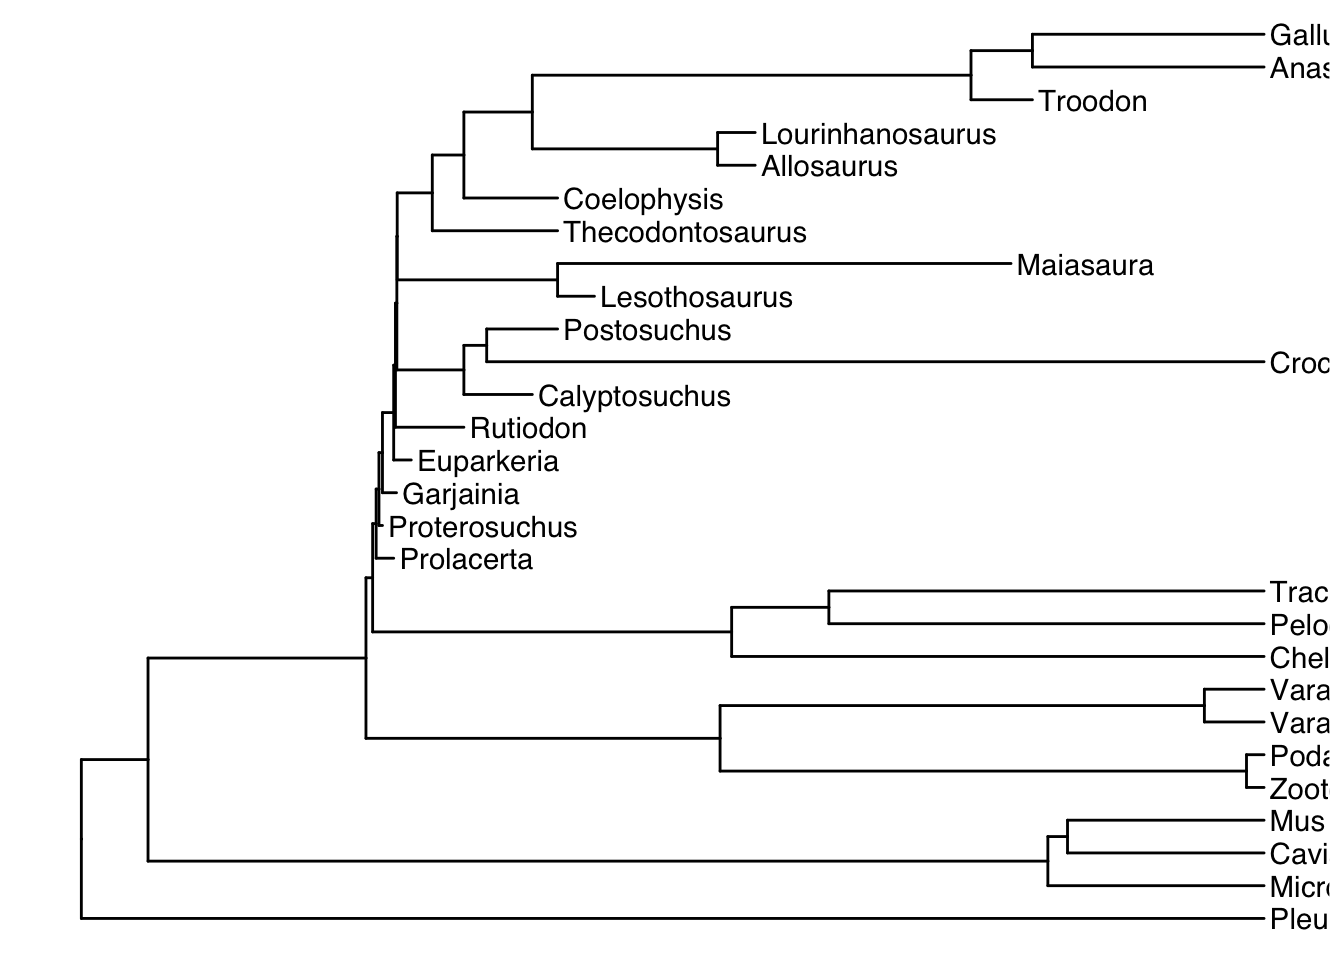 Gallu
Anas
Troodon
Lourinhanosaurus
Allosaurus
Coelophysis
Thecodontosaurus
Maiasaura
Lesothosaurus
Postosuchus
Croc
Calyptosuchus
Rutiodon
Euparkeria
Garjainia
Proterosuchus
Prolacerta
Trac
Pelo
Chel
Vara
Vara
Poda
Zoot
Mus
Cavi
Micro
Pleu